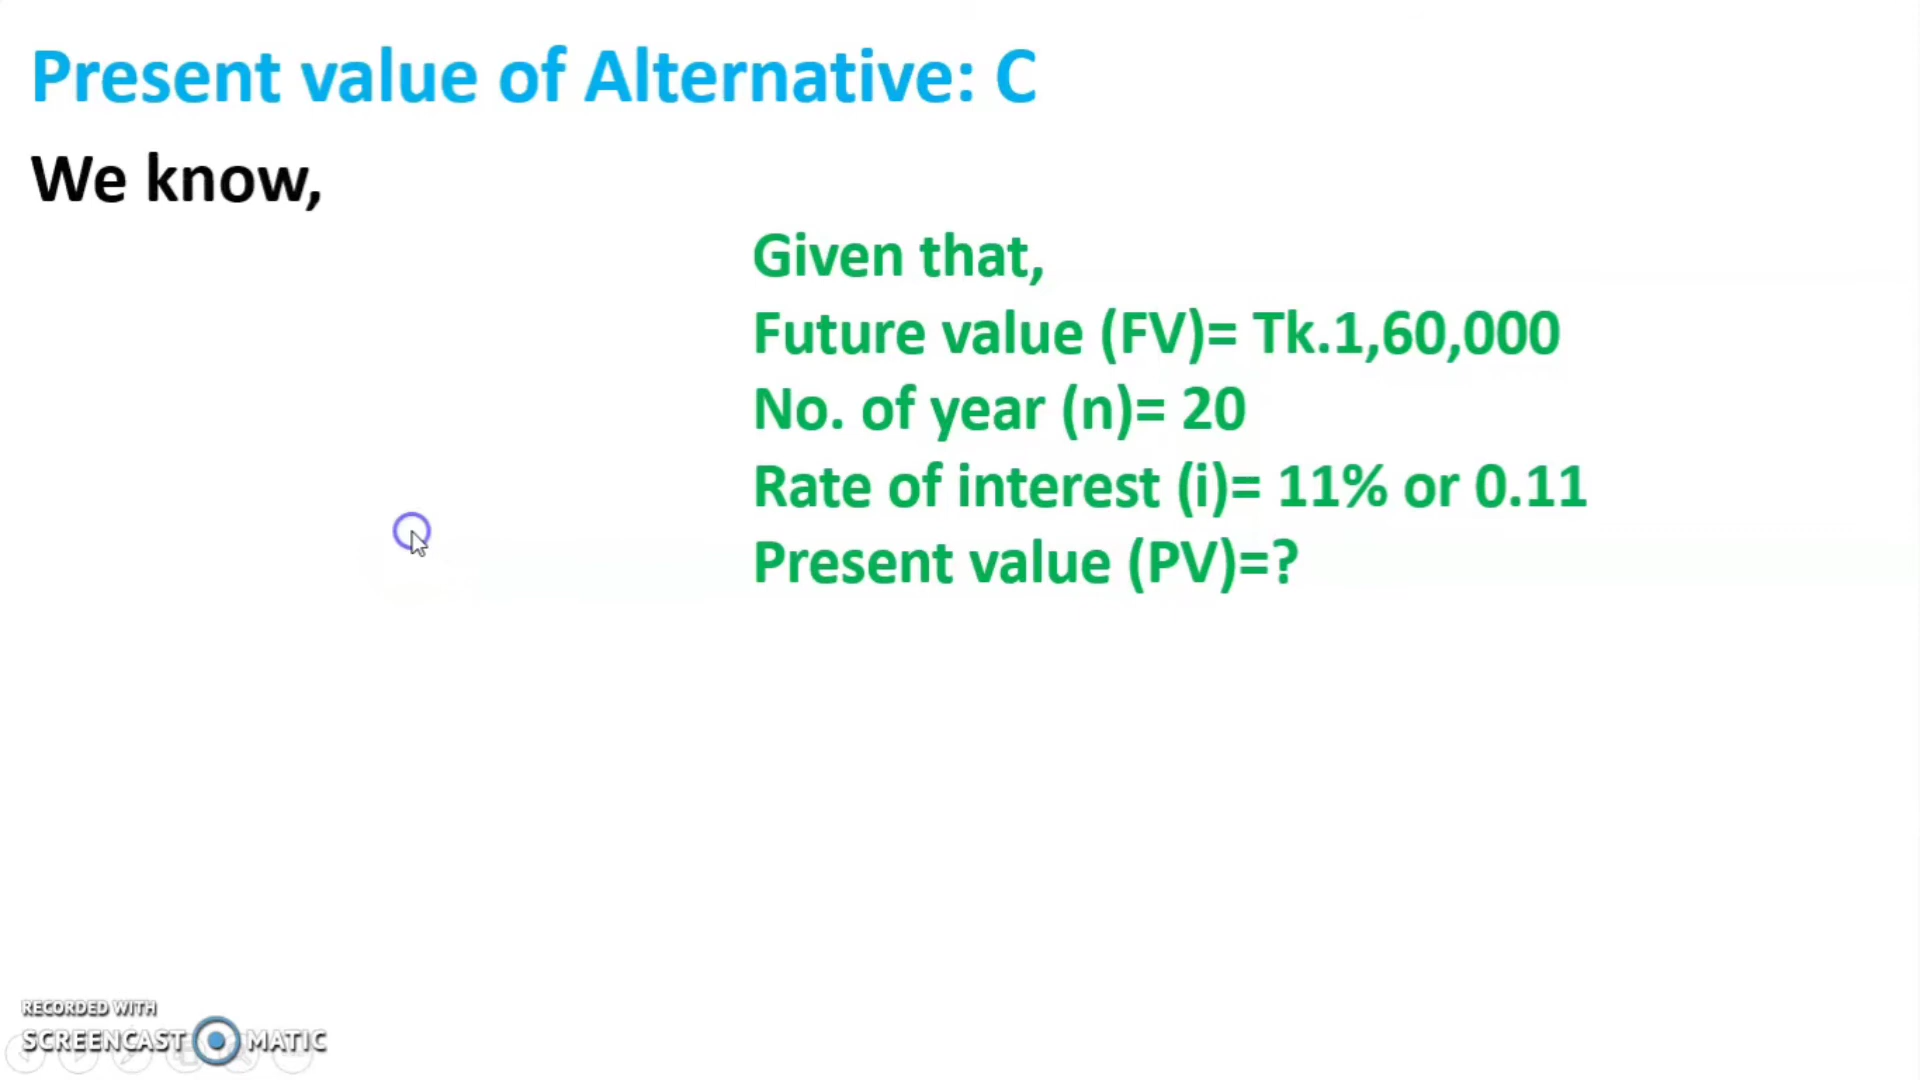 Present value of Alternative: C
We know,
Given that,
Future value (FV)= Tk.1,60,000
No. of year (n)= 20
Rate of interest (i)= 11% or 0.11
Present value (PV)=?
RECORDED WITH
SCREENCAST MATIC